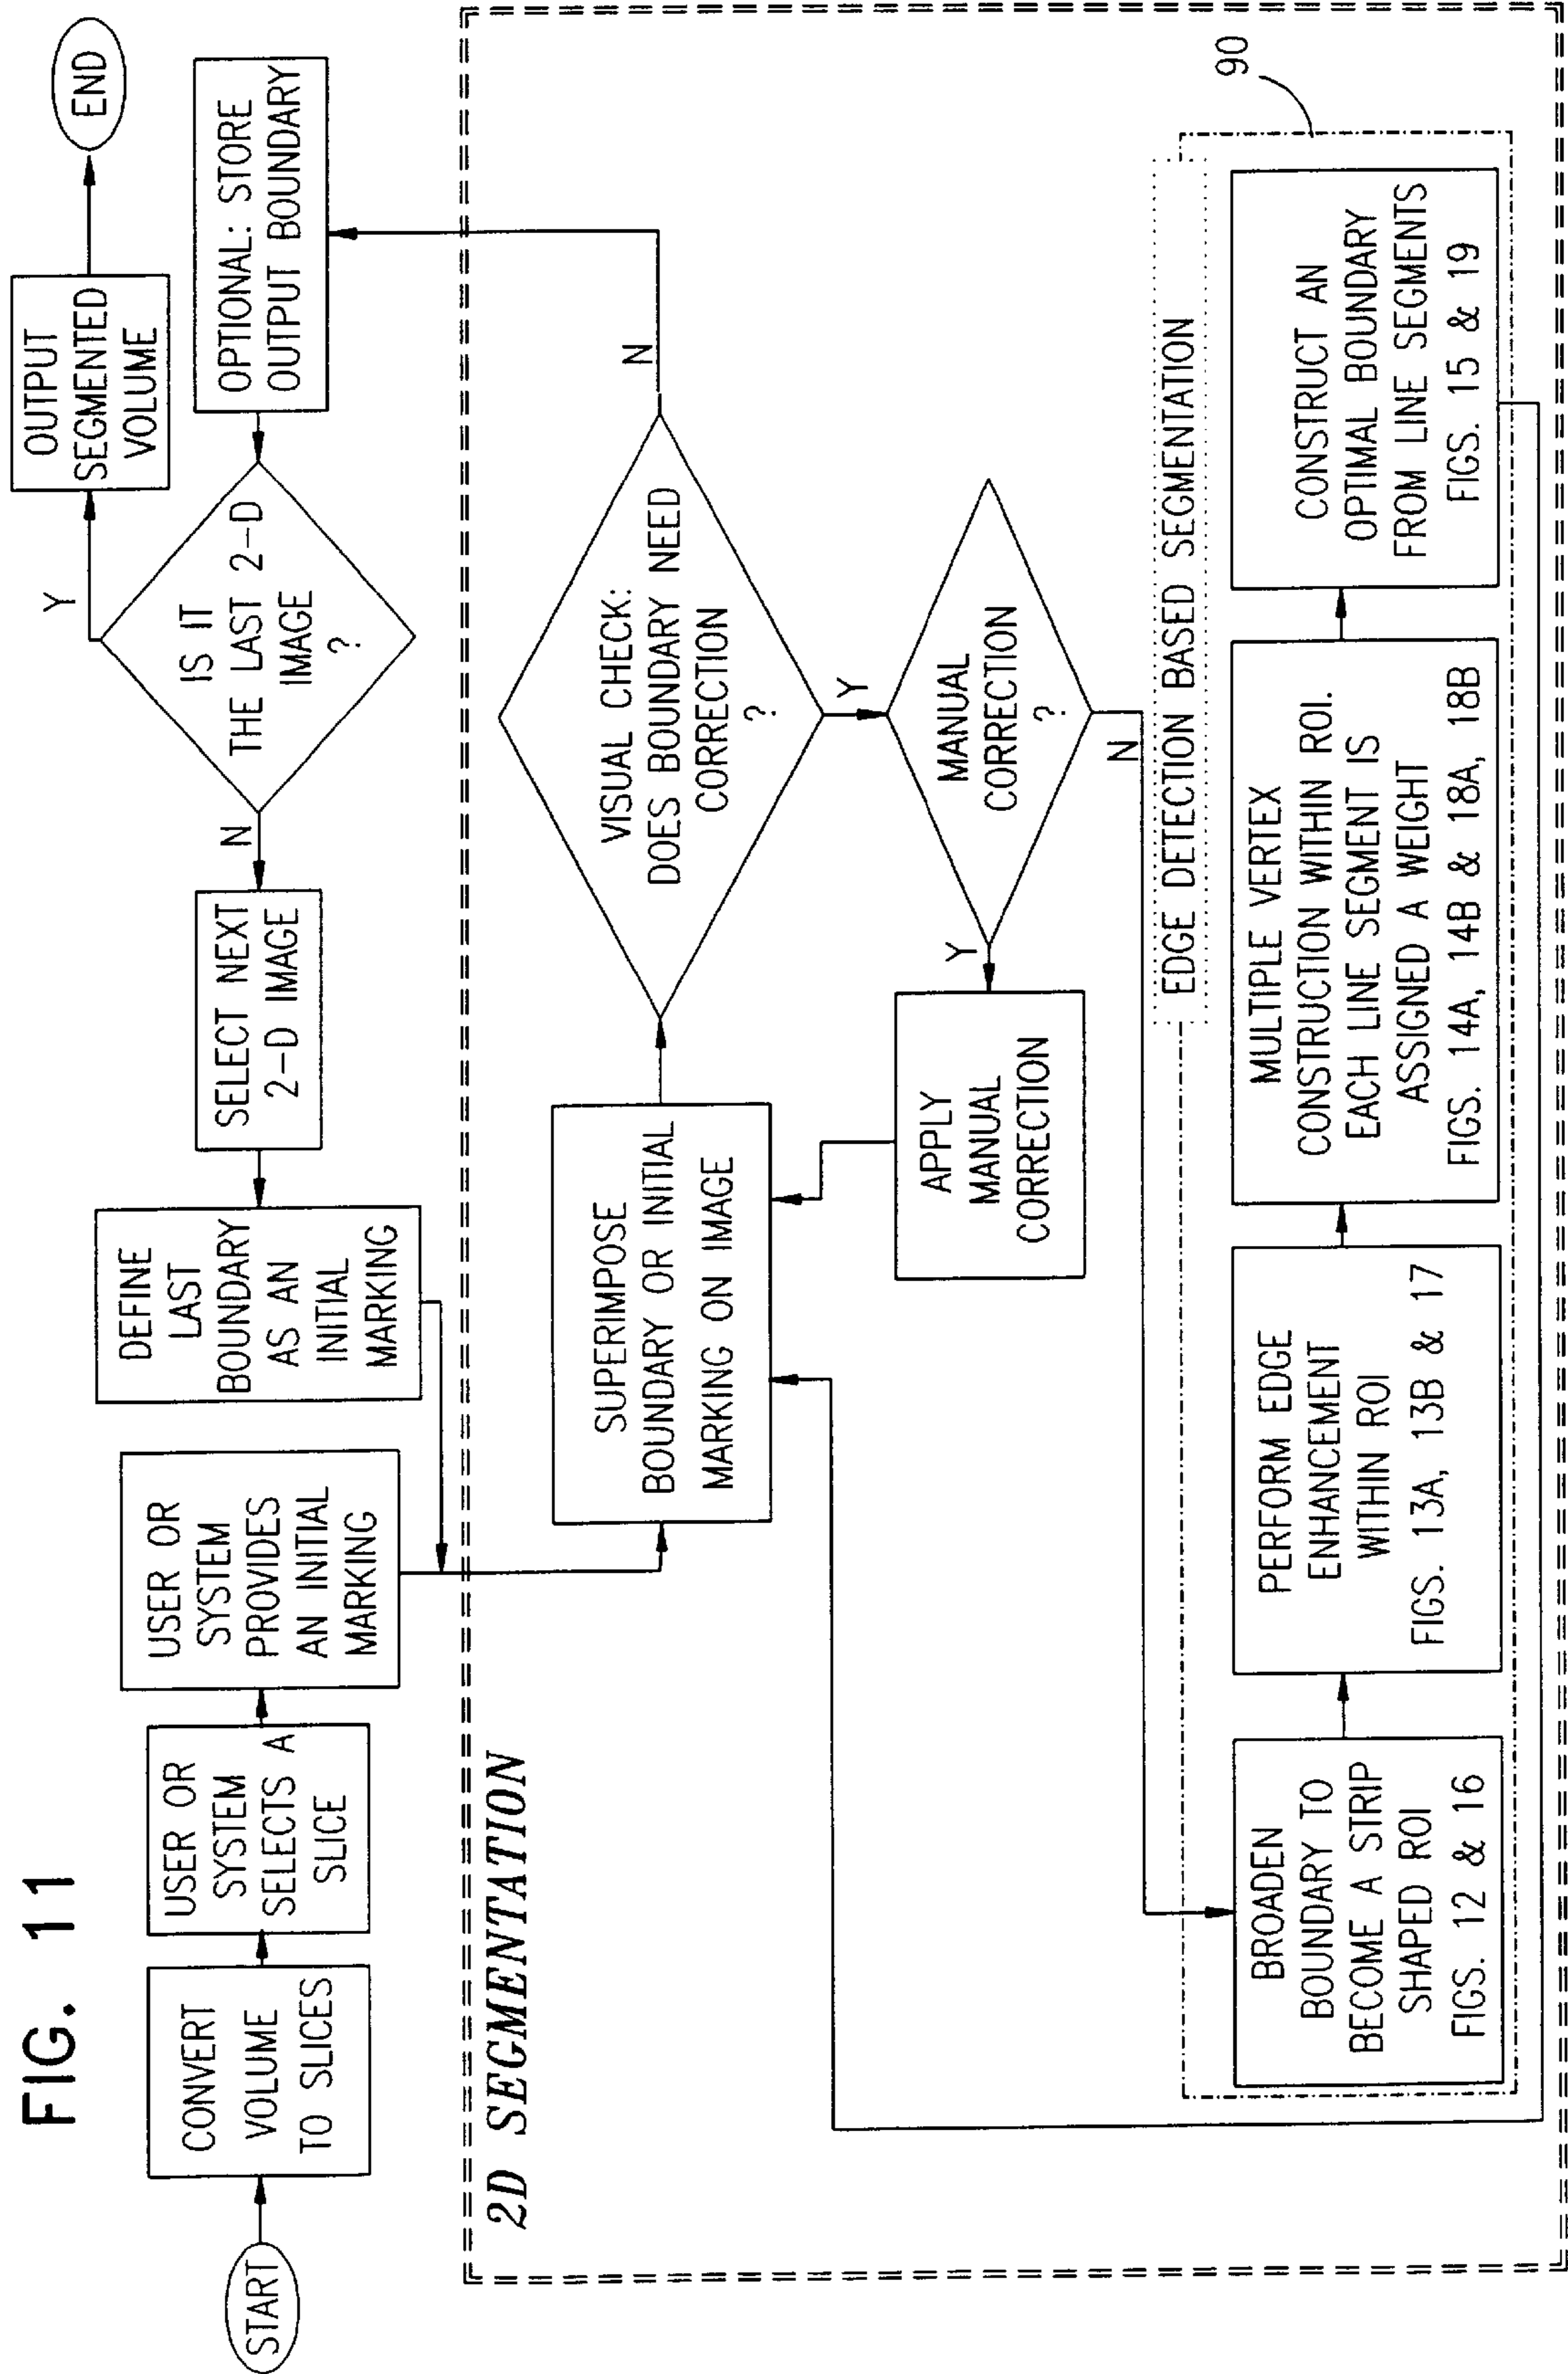 FIG. 11
START
CONVERT
VOLUME
TO SLICES
USER OR
SYSTEM
SELECTS A
SLICE
USER OR
SYSTEM
PROVIDES
AN INITIAL
MARKING
DEFINE
LAST
BOUNDARY
AS AN
INITIAL
MARKING
SELECT NEXT
2-D IMAGE
N
IS IT
THE LAST 2-D
IMAGE
?
Y
OUTPUT
SEGMENTED
VOLUME
END
OPTIONAL: STORE
OUTPUT BOUNDARY
2D SEGMENTATION
SUPERIMPOSE
BOUNDARY OR INITIAL
MARKING ON IMAGE
VISUAL CHECK:
DOES BOUNDARY NEED
CORRECTION
?
N
Y
APPLY
MANUAL
CORRECTION
Y
MANUAL
CORRECTION
?
N
EDGE DETECTION BASED SEGMENTATION
90
BROADEN
BOUNDARY TO
BECOME A STRIP
SHAPED ROI
FIGS. 12 & 16
PERFORM EDGE
ENHANCEMENT
WITHIN ROI
FIGS. 13A, 13B & 17
MULTIPLE VERTEX
CONSTRUCTION WITHIN ROI.
EACH LINE SEGMENT IS
ASSIGNED A WEIGHT
FIGS. 14A, 14B & 18A, 18B
CONSTRUCT AN
OPTIMAL BOUNDARY
FROM LINE SEGMENTS
FIGS. 15 & 19